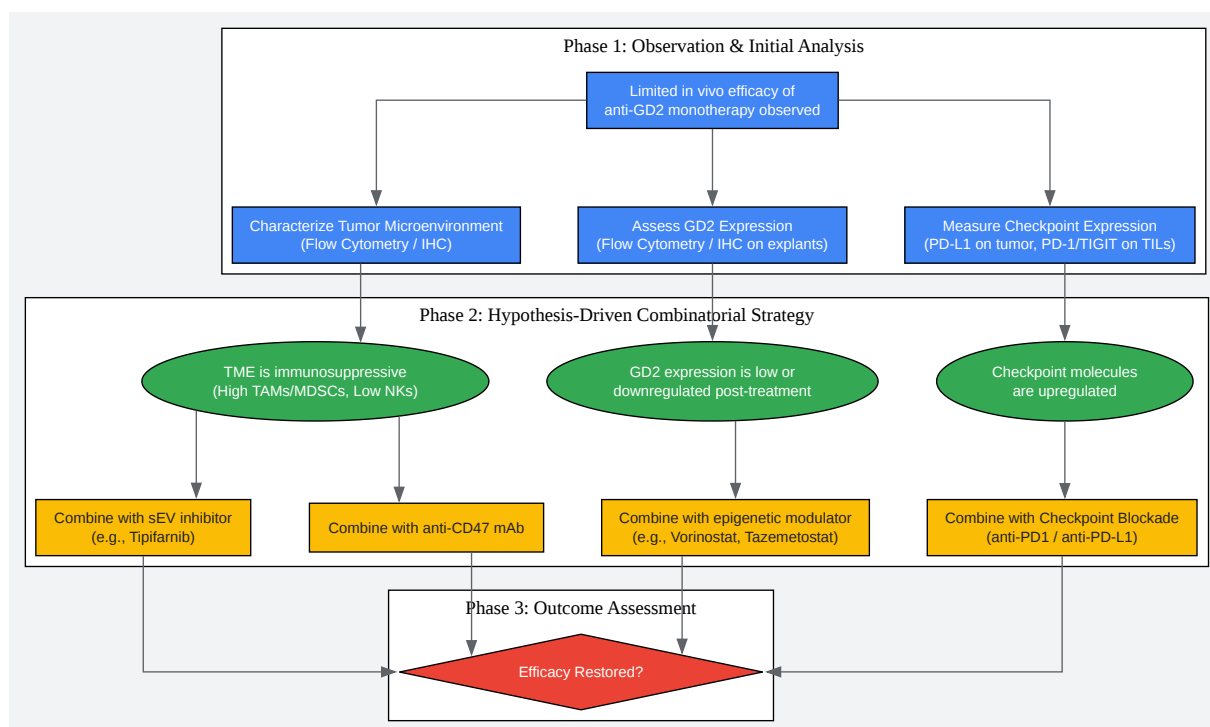 Phase 1: Observation & Initial Analysis
Limited in vivo efficacy of
anti-GD2 monotherapy observed
Characterize Tumor Microenvironment
(Flow Cytometry / IHC)
Assess GD2 Expression
(Flow Cytometry / IHC on explants)
Measure Checkpoint Expression
(PD-L1 on tumor, PD-1/TIGIT on TILs)
Phase 2: Hypothesis-Driven Combinatorial Strategy
TME is immunosuppressive
(High TAMs/MDSCs, Low NKs)
GD2 expression is low or
downregulated post-treatment
Checkpoint molecules
are upregulated
Combine with sEV inhibitor
(e.g., Tipifarnib)
Combine with anti-CD47 mAb
Combine with epigenetic modulator
(e.g., Vorinostat, Tazemetostat)
Combine with Checkpoint Blockade
(anti-PD1 / anti-PD-L1)
Phase 3: Outcome Assessment
Efficacy Restored?